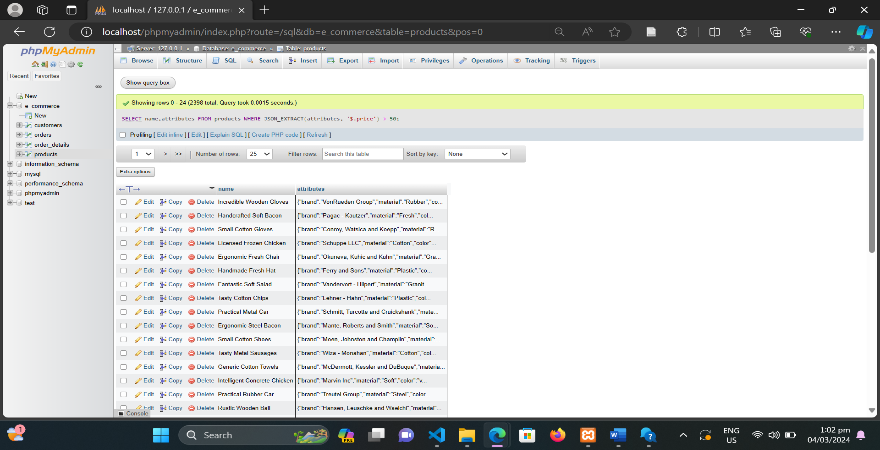 localhost / 127.0.0.1 / e_commerc
localhost/phpmyadmin/index.php?route=/sql&db=e_commerce&table=products&pos=0
phpMyAdmin
Recent Favorites
New
e_commerce
New
customers
orders
order_details
products
information_schema
mysql
performance_schema
phpmyadmin
test
Server: 127.0.0.1 » Database: e_commerce » Table: products
Browse Structure SQL Search Insert Export Import Privileges Operations Tracking Triggers
Show query box
Showing rows 0 - 24 (2398 total, Query took 0.0015 seconds.)
SELECT name,attributes FROM products WHERE JSON_EXTRACT(attributes, '$.price') > 50;
Profiling [ Edit inline ] [ Edit ] [ Explain SQL ] [ Create PHP code ] [ Refresh ]
1 > >> Number of rows: 25 Filter rows: Search this table Sort by key: None
Extra options
←T→ name attributes
Edit Copy Delete Incredible Wooden Gloves {"brand":"VonRueden Group","material":"Rubber","co...
Edit Copy Delete Handcrafted Soft Bacon {"brand":"Pagac - Kautzer","material":"Fresh","col...
Edit Copy Delete Small Cotton Gloves {"brand":"Conroy, Watsica and Koepp","material":"R...
Edit Copy Delete Licensed Frozen Chicken {"brand":"Schuppe LLC","material":"Cotton","color"...
Edit Copy Delete Ergonomic Fresh Chair {"brand":"Okuneva, Kuhic and Kuhn","material":"Gra...
Edit Copy Delete Handmade Fresh Hat {"brand":"Ferry and Sons","material":"Plastic","co...
Edit Copy Delete Fantastic Soft Salad {"brand":"Vandervort - Hilpert","material":"Granit...
Edit Copy Delete Tasty Cotton Chips {"brand":"Lehner - Hahn","material":"Plastic","col...
Edit Copy Delete Practical Metal Car {"brand":"Schmitt, Turcotte and Cruickshank","mate...
Edit Copy Delete Ergonomic Steel Bacon {"brand":"Mante, Roberts and Smith","material":"So...
Edit Copy Delete Small Cotton Shoes {"brand":"Moen, Johnston and Champlin","material":...
Edit Copy Delete Tasty Metal Sausages {"brand":"Wiza - Monahan","material":"Cotton","col...
Edit Copy Delete Generic Cotton Towels {"brand":"McDermott, Kessler and DuBuque","materia...
Edit Copy Delete Intelligent Concrete Chicken {"brand":"Marvin Inc","material":"Soft","color":"v...
Edit Copy Delete Practical Rubber Car {"brand":"Treutel Group","material":"Steel","color...
Edit Copy Delete Rustic Wooden Ball {"brand":"Hansen, Leuschke and Waelchi","material"...
Console
Search
ENG
US
1:02 pm
04/03/2024